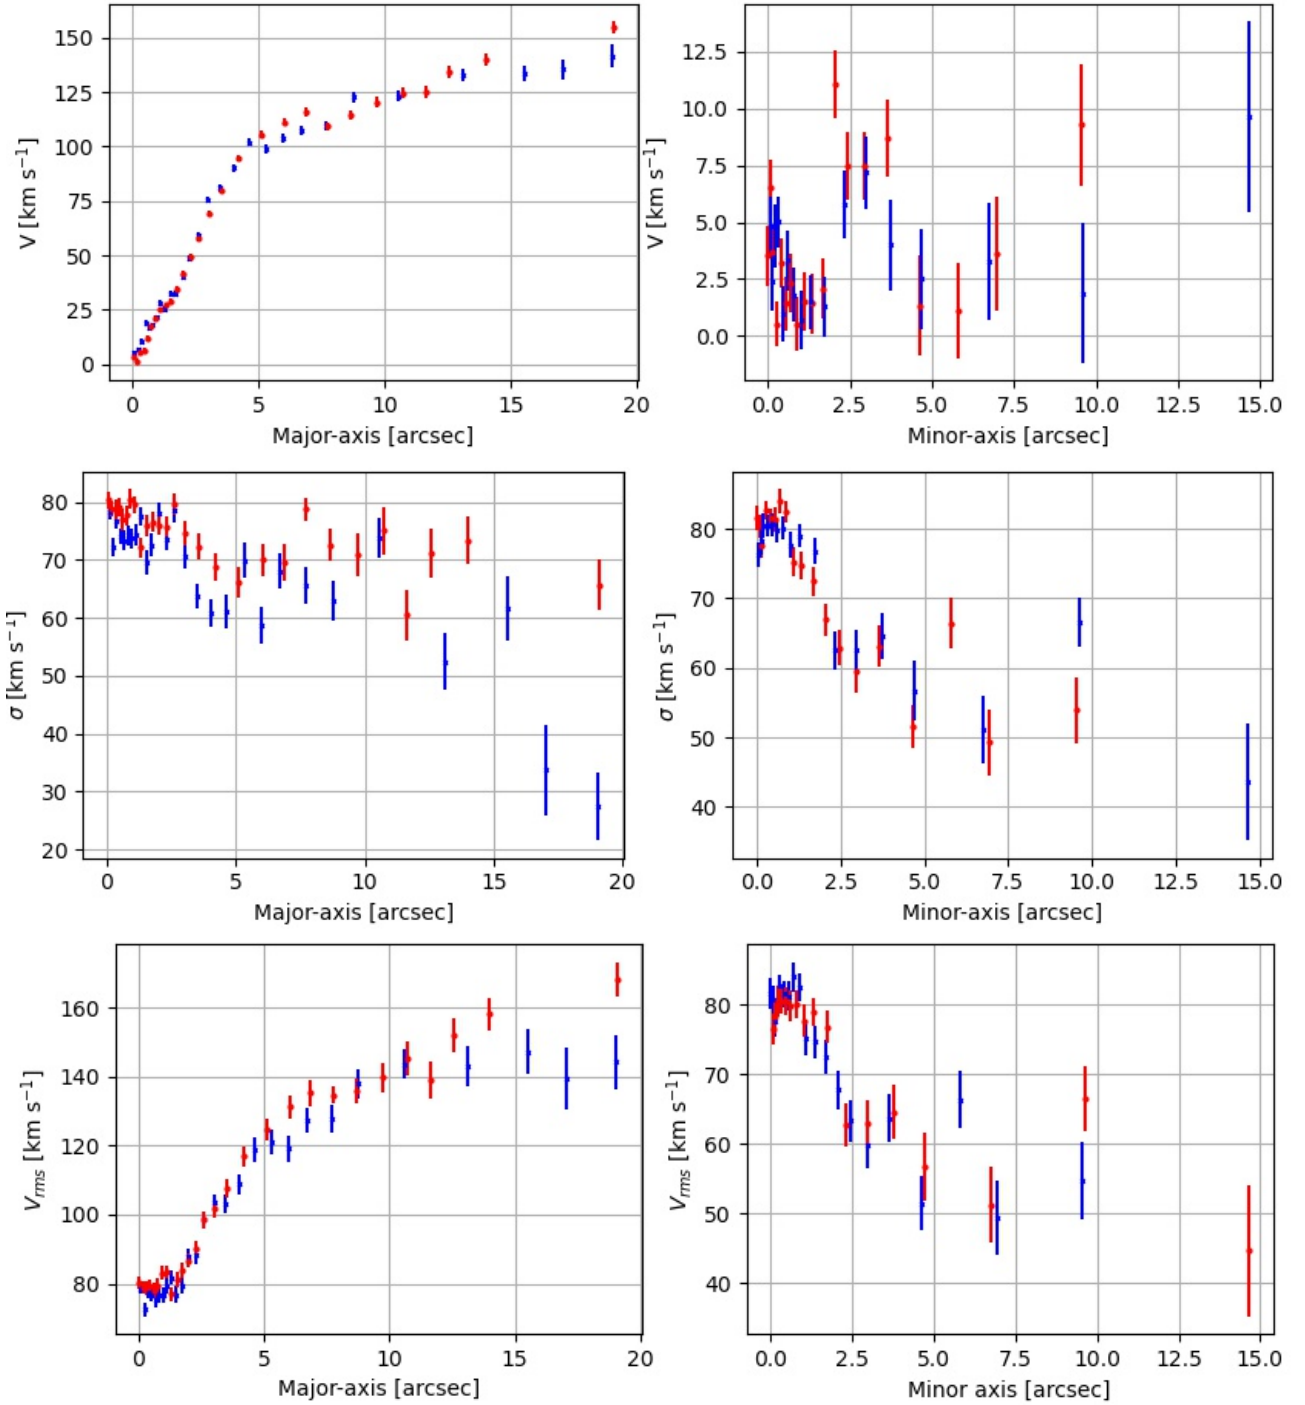 V [km s⁻¹]
150
125
100
75
50
25
0
0 5 10 15 20
Major-axis [arcsec]
V [km s⁻¹]
12.5
10.0
7.5
5.0
2.5
0.0
0.0 2.5 5.0 7.5 10.0 12.5 15.0
Minor-axis [arcsec]
σ [km s⁻¹]
80
70
60
50
40
30
20
0 5 10 15 20
Major-axis [arcsec]
σ [km s⁻¹]
80
70
60
50
40
0.0 2.5 5.0 7.5 10.0 12.5 15.0
Minor-axis [arcsec]
Vrms [km s⁻¹]
160
140
120
100
80
0 5 10 15 20
Major-axis [arcsec]
Vrms [km s⁻¹]
80
70
60
50
40
0.0 2.5 5.0 7.5 10.0 12.5 15.0
Minor axis [arcsec]